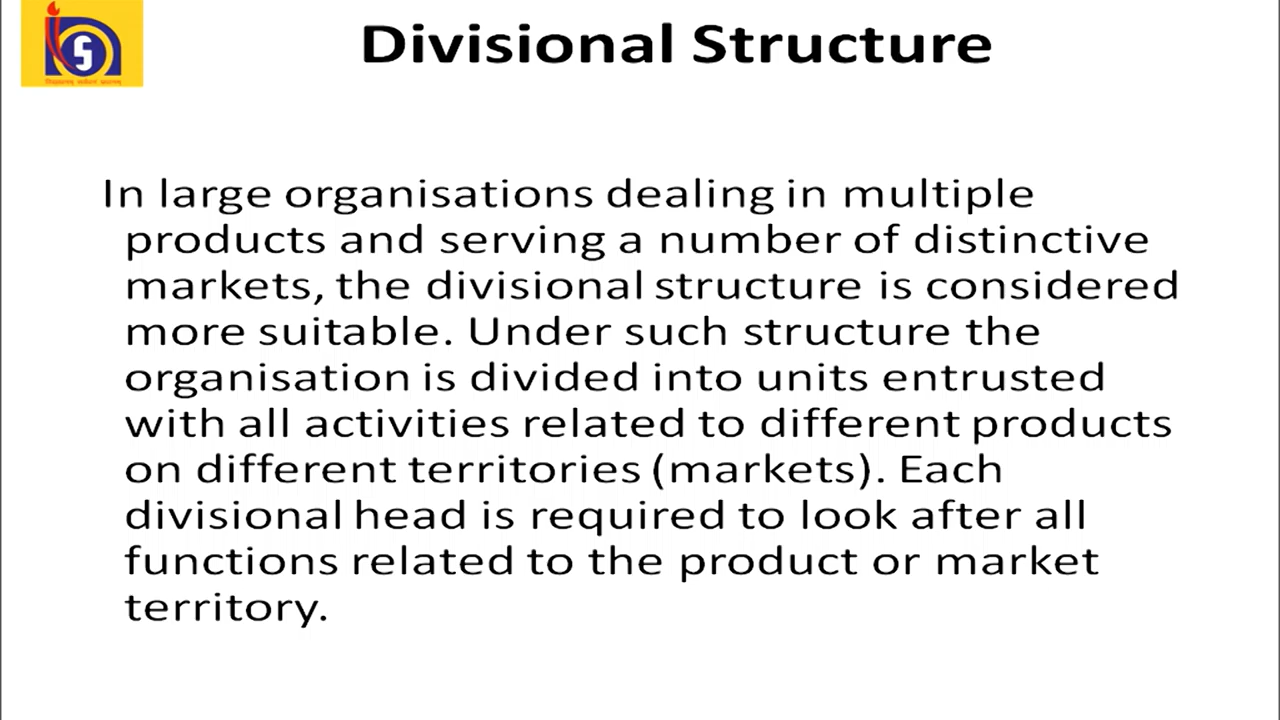 Divisional Structure
In large organisations dealing in multiple
products and serving a number of distinctive
markets, the divisional structure is considered
more suitable. Under such structure the
organisation is divided into units entrusted
with all activities related to different products
on different territories (markets). Each
divisional head is required to look after all
functions related to the product or market
territory.